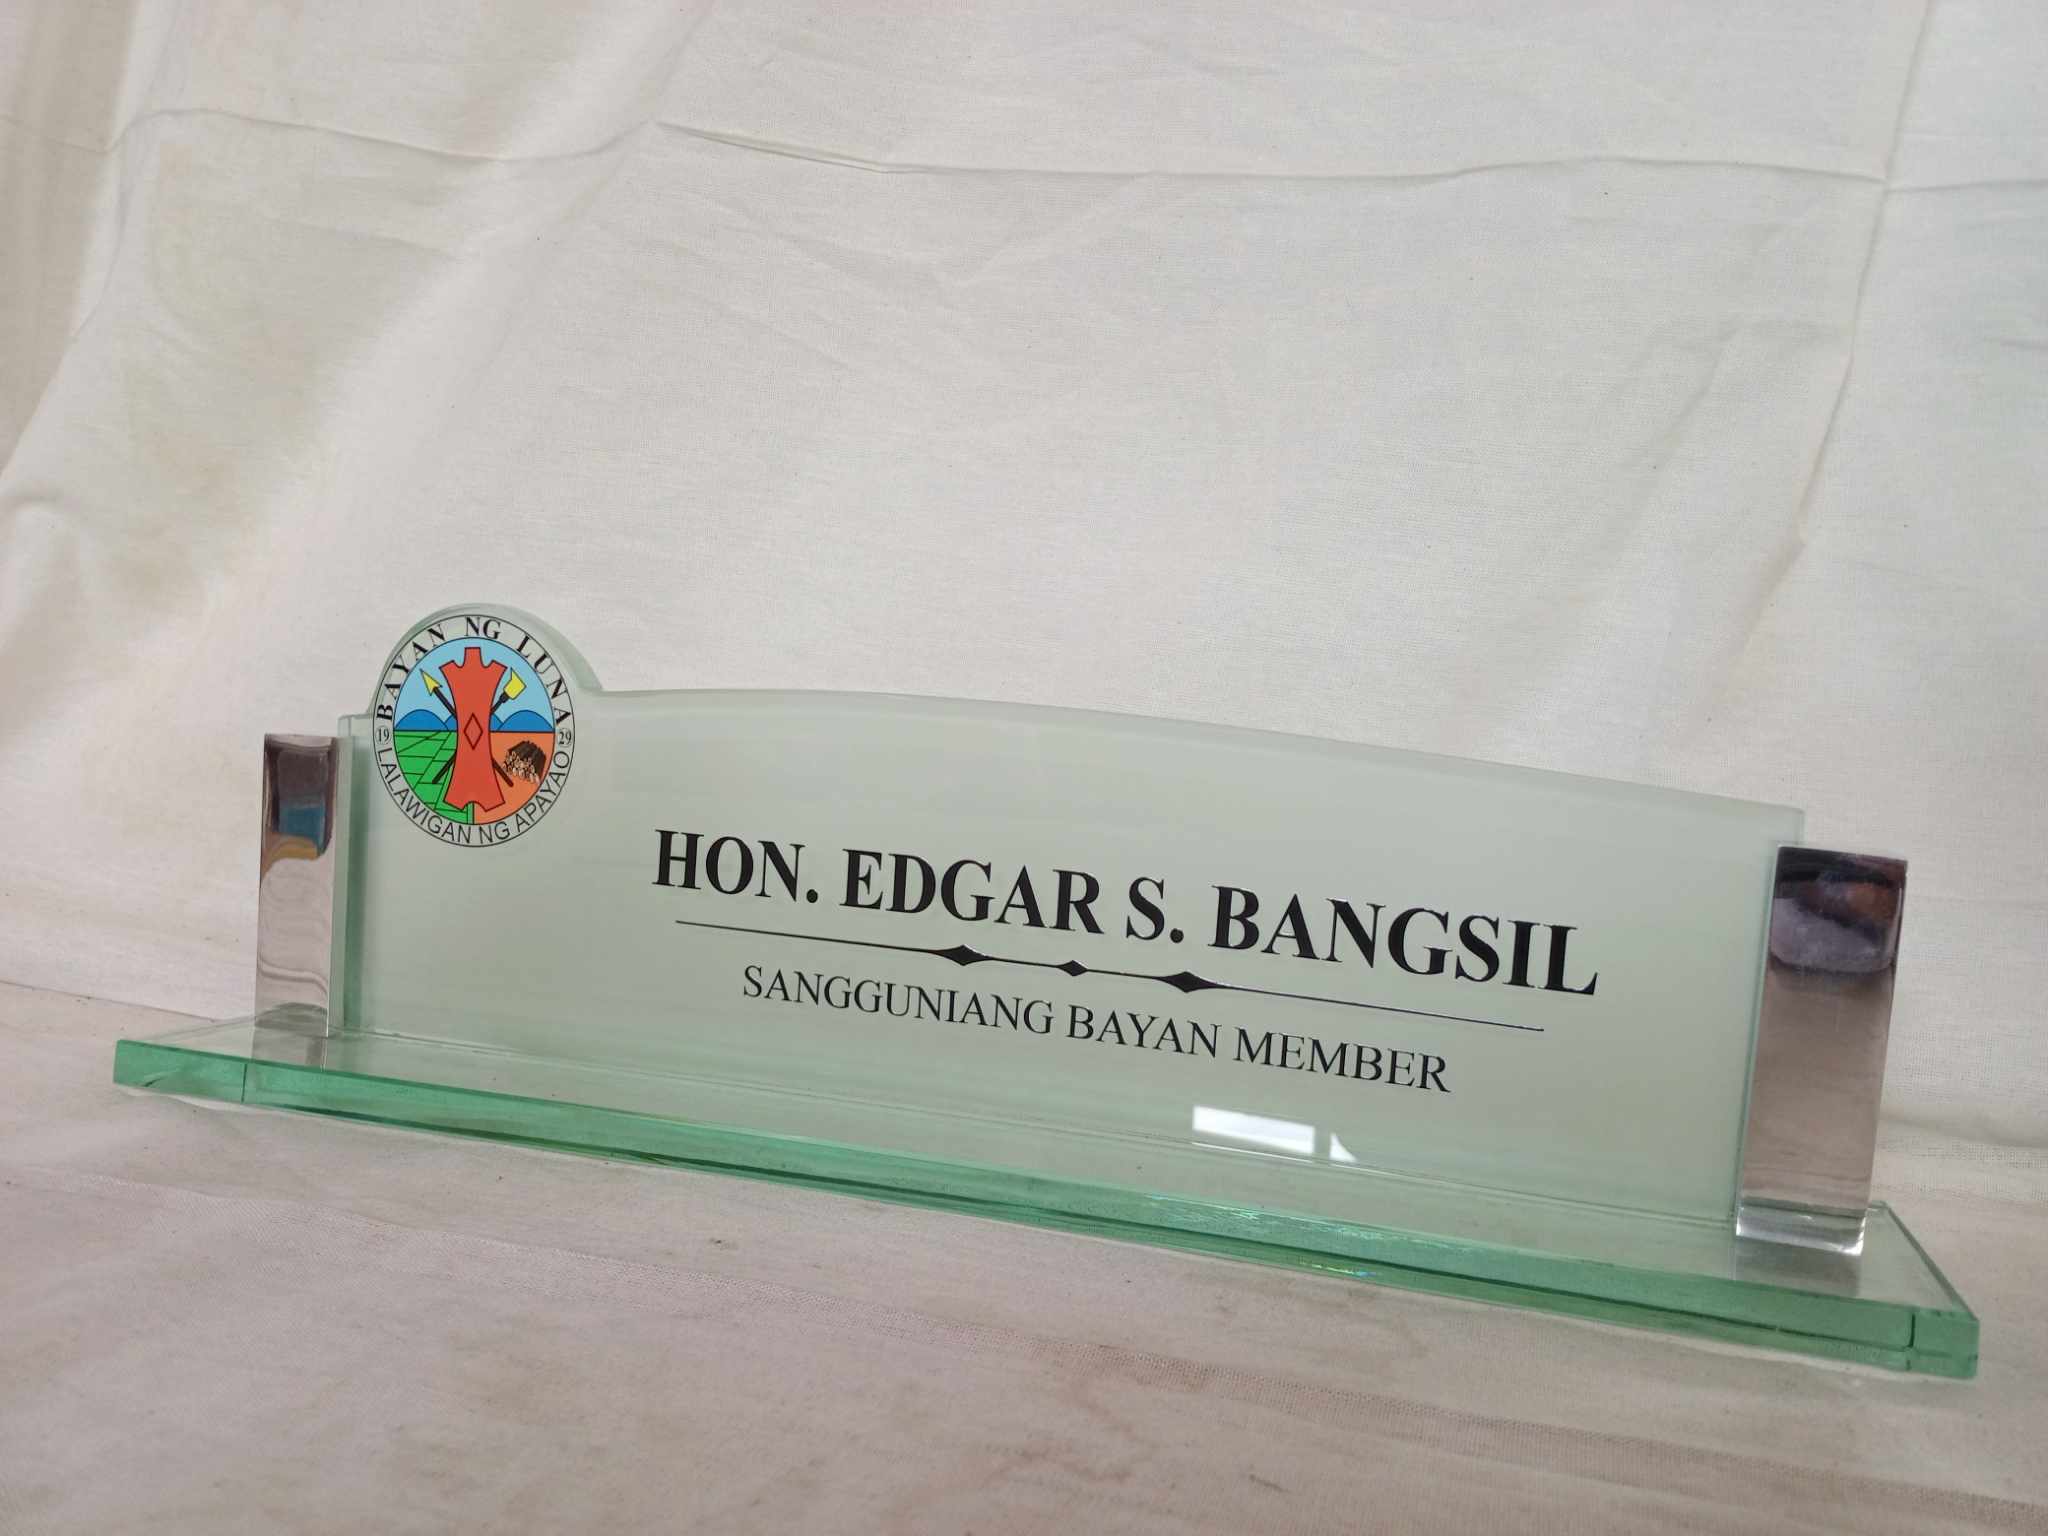 BAYAN NG LUNA
19 29
LALAWIGAN NG APAYAO
HON. EDGAR S. BANGSIL
SANGGUNIANG BAYAN MEMBER